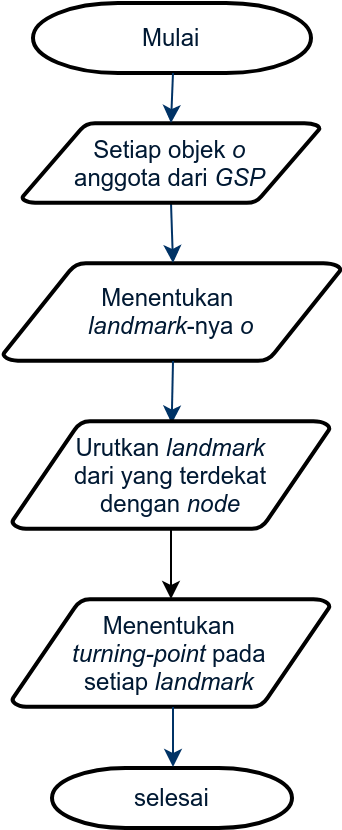 Mulai
Setiap objek o
anggota dari GSP
Menentukan
landmark-nya o
Urutkan landmark
dari yang terdekat
dengan node
Menentukan
turning-point pada
setiap landmark
selesai